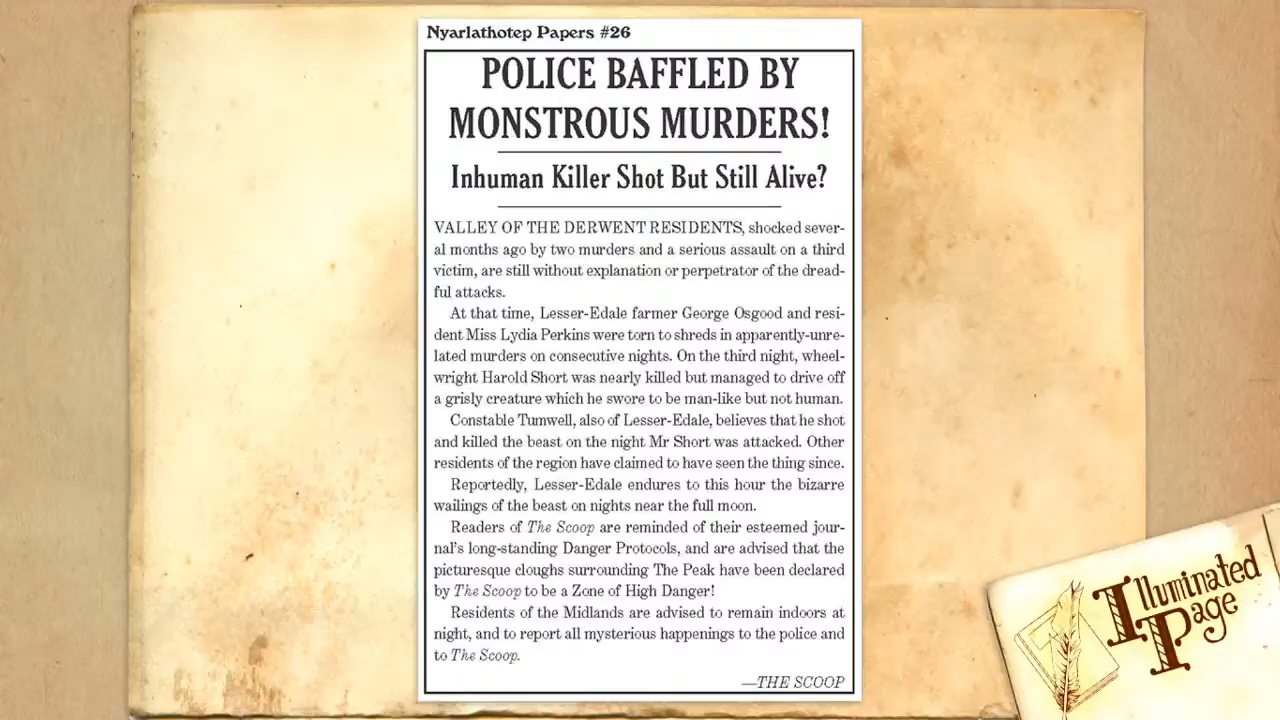 Nyarlathotep Papers #26
POLICE BAFFLED BY
MONSTROUS MURDERS!
Inhuman Killer Shot But Still Alive?
VALLEY OF THE DERWENT RESIDENTS, shocked sever-
al months ago by two murders and a serious assault on a third
victim, are still without explanation or perpetrator of the dread-
ful attacks.
At that time, Lesser-Edale farmer George Osgood and resi-
dent Miss Lydia Perkins were torn to shreds in apparently-unre-
lated murders on consecutive nights. On the third night, wheel-
wright Harold Short was nearly killed but managed to drive off
a grisly creature which he swore to be man-like but not human.
Constable Tumwell, also of Lesser-Edale, believes that he shot
and killed the beast on the night Mr Short was attacked. Other
residents of the region have claimed to have seen the thing since.
Reportedly, Lesser-Edale endures to this hour the bizarre
wailings of the beast on nights near the full moon.
Readers of The Scoop are reminded of their esteemed jour-
nal's long-standing Danger Protocols, and are advised that the
picturesque cloughs surrounding The Peak have been declared
by The Scoop to be a Zone of High Danger!
Residents of the Midlands are advised to remain indoors at
night, and to report all mysterious happenings to the police and
to The Scoop.
—THE SCOOP
Illuminated
Page